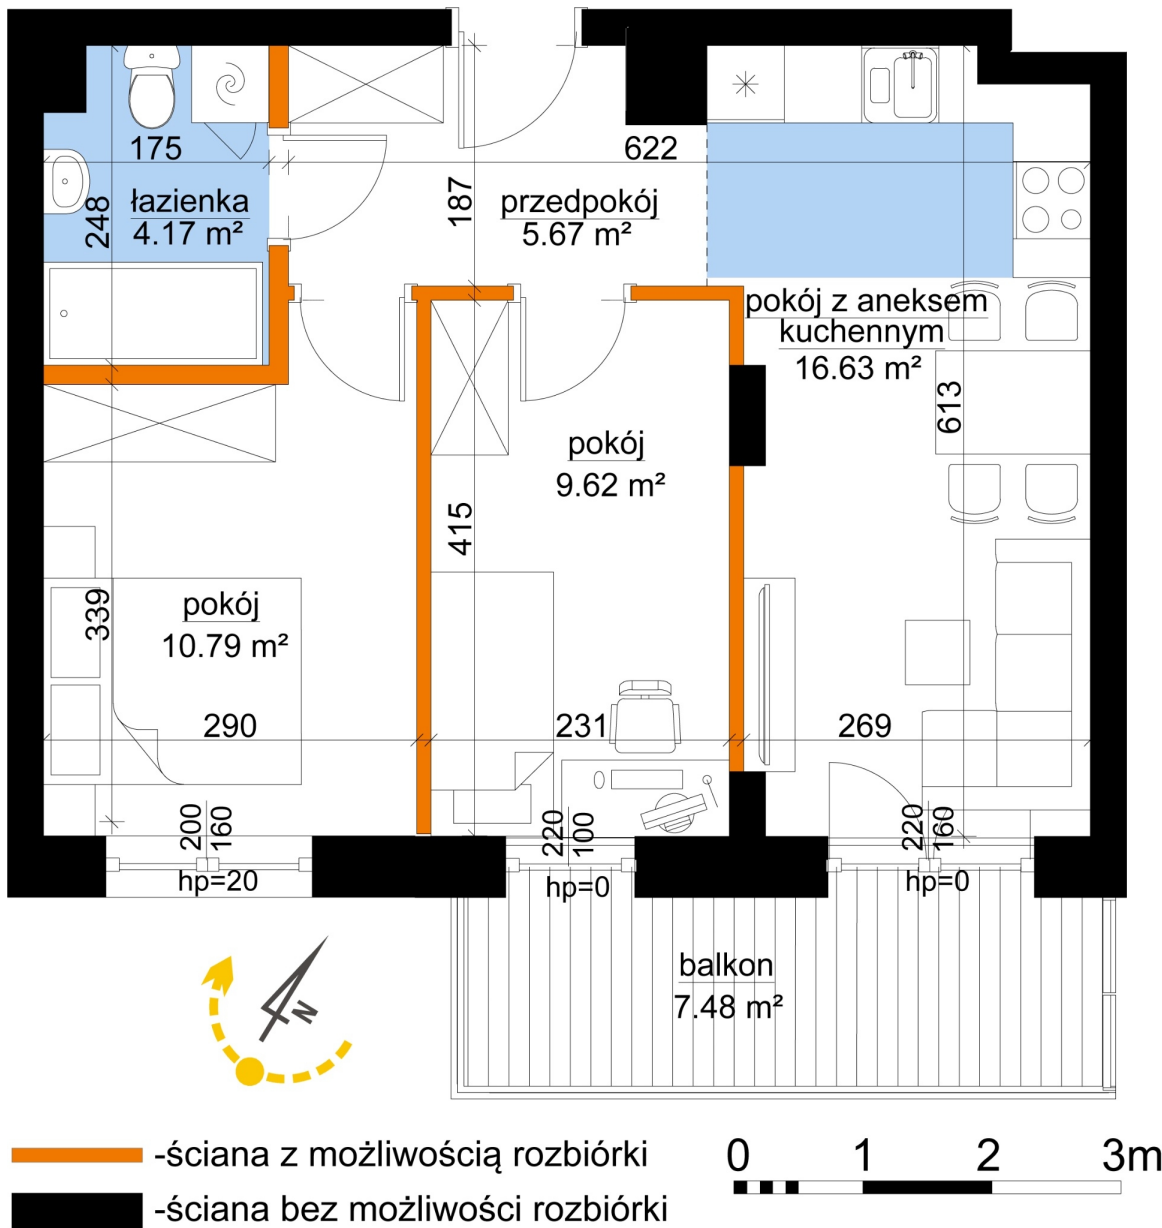 175
622
łazienka
4.17 m²
248
187
przedpokój
5.67 m²
pokój z aneksem
kuchennym
16.63 m²
613
pokój
9.62 m²
415
pokój
10.79 m²
339
290
231
269
200
160
hp=20
220
100
hp=0
220
160
hp=0
balkon
7.48 m²
N
-ściana z możliwością rozbiórki
-ściana bez możliwości rozbiórki
0 1 2 3m